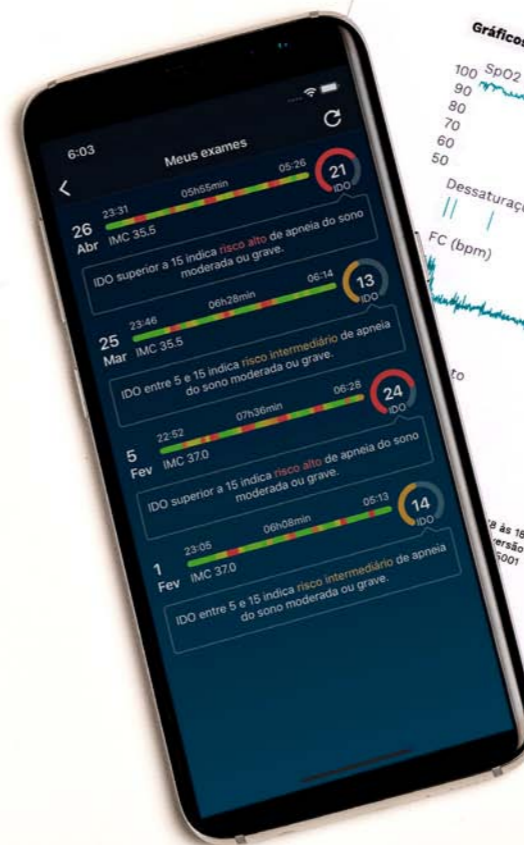 6:03
Meus exames
26
Abr
23:31
05h55min
05:26
IMC 35.5
21
IDO
IDO superior a 15 indica risco alto de apneia do sono
moderada ou grave.
25
Mar
23:46
06h28min
06:14
IMC 35.5
13
IDO
IDO entre 5 e 15 indica risco intermediário de apneia
do sono moderada ou grave.
5
Fev
22:52
07h36min
06:28
IMC 37.0
24
IDO
IDO superior a 15 indica risco alto de apneia do sono
moderada ou grave.
1
Fev
23:05
06h08min
05:13
IMC 37.0
14
IDO
IDO entre 5 e 15 indica risco intermediário de apneia
do sono moderada ou grave.
Gráficos
SpO2
100
90
80
70
60
50
FC (bpm)
5001